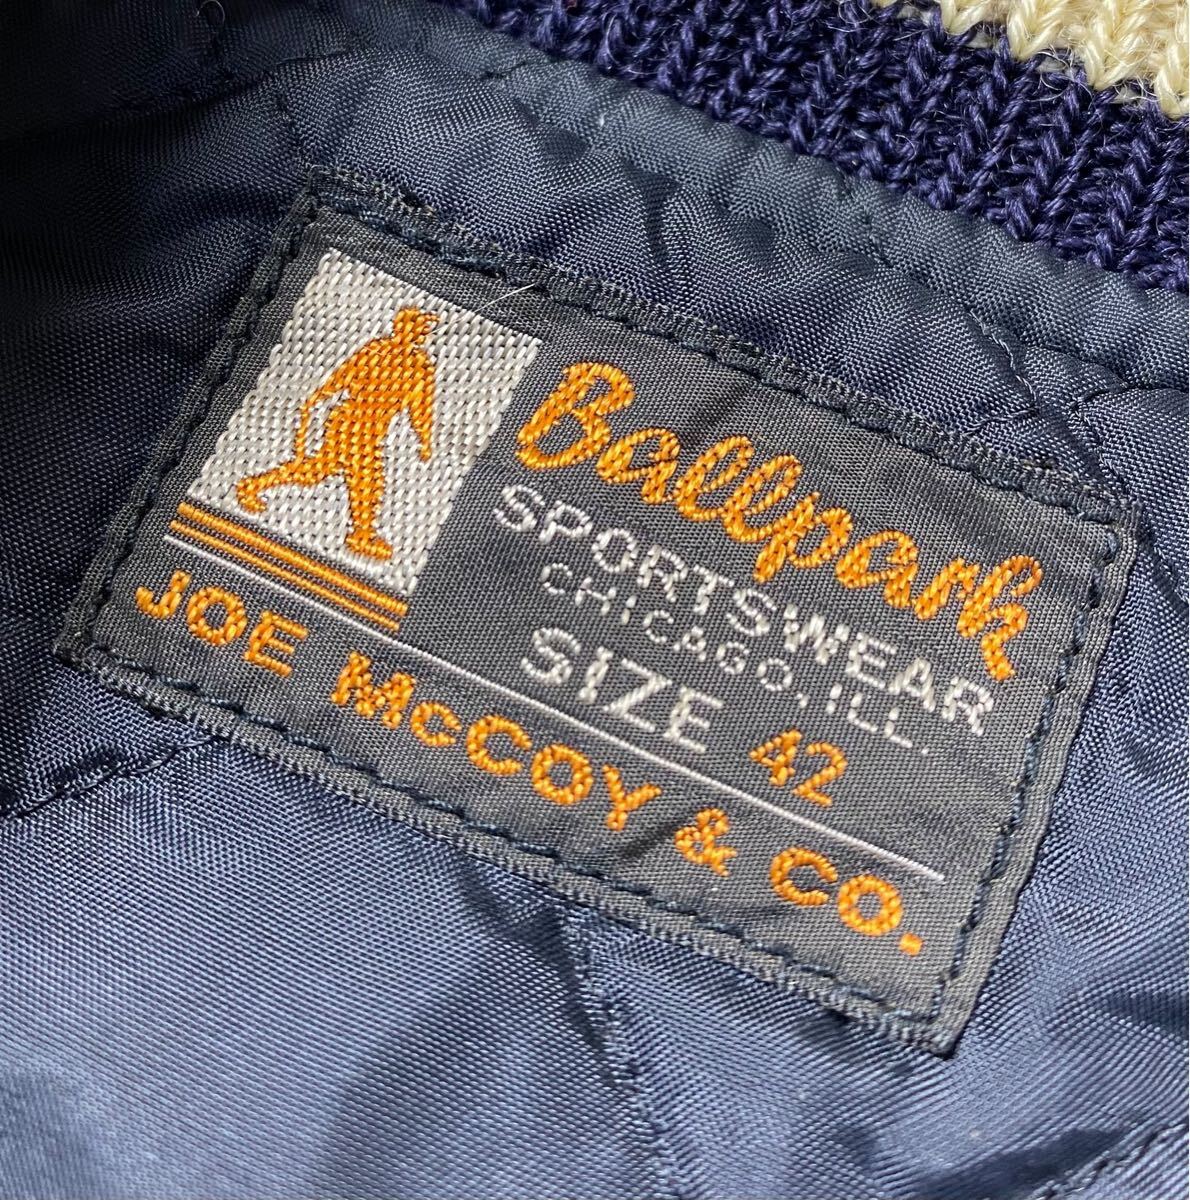 Ballpark
SPORTSWEAR
CHICAGO, ILL.
SIZE 42
JOE McCOY & CO.